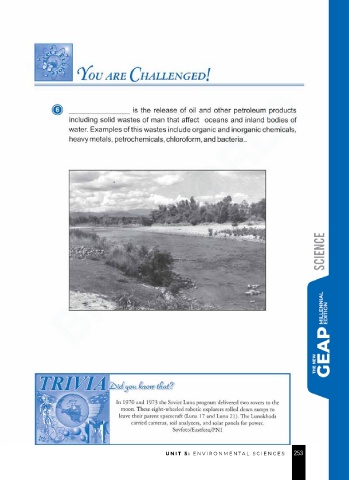 YOU ARE CHALLENGED!
6 ________________ is the release of oil and other petroleum products
including solid wastes of man that affect oceans and inland bodies of
water. Examples of this wastes include organic and inorganic chemicals,
heavy metals, petrochemicals, chloroform, and bacteria..
SCIENCE
THE NEW
GEAP MILLENNIAL
EDITION
TRIVIA Did you know that?
In 1970 and 1973 the Soviet Luna program delivered two rovers to the
moon. These eight-wheeled robotic explorers rolled down ramps to
leave their parent spacecraft (Luna 17 and Luna 21). The Lunokhods
carried cameras, soil analyzers, and solar panels for power.
UNIT 5: ENVIRONMENTAL SCIENCES 253